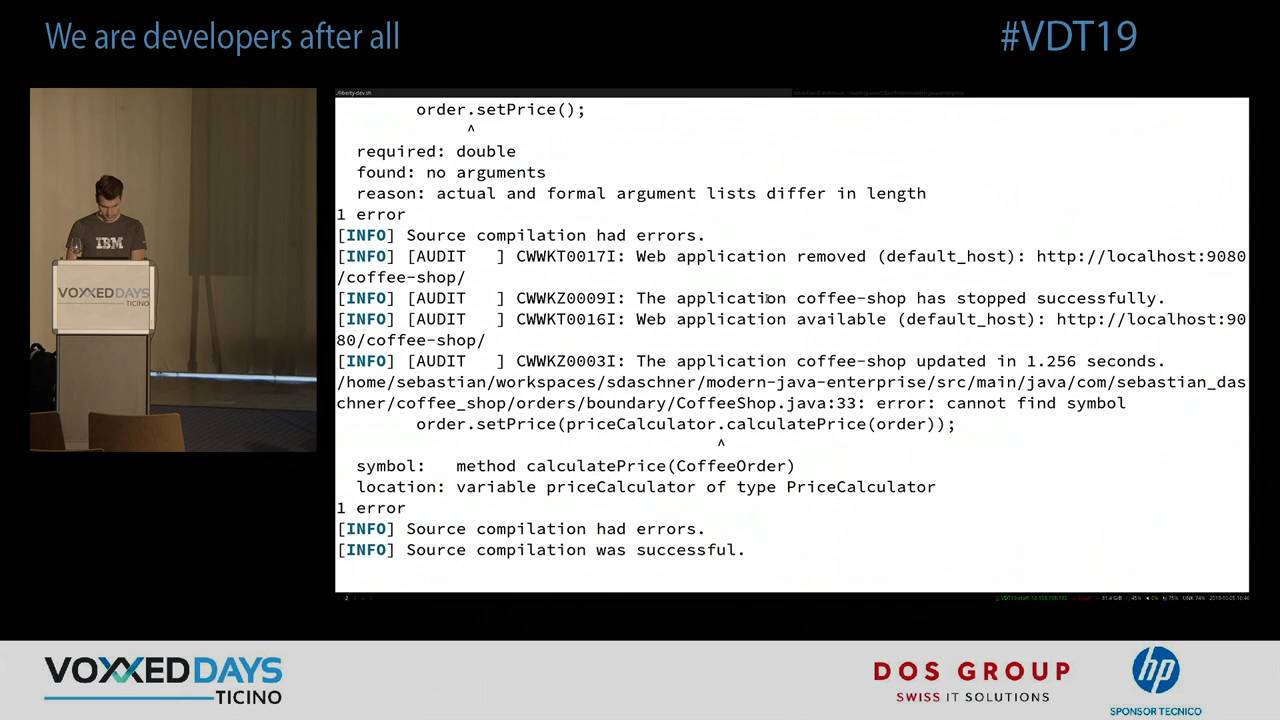 We are developers after all
#VDT19
./liberty-dev.sh
order.setPrice();
^
required: double
found: no arguments
reason: actual and formal argument lists differ in length
1 error
[INFO] Source compilation had errors.
[INFO] [AUDIT   ] CWWKT0017I: Web application removed (default_host): http://localhost:9080
/coffee-shop/
[INFO] [AUDIT   ] CWWKZ0009I: The application coffee-shop has stopped successfully.
[INFO] [AUDIT   ] CWWKT0016I: Web application available (default_host): http://localhost:90
80/coffee-shop/
[INFO] [AUDIT   ] CWWKZ0003I: The application coffee-shop updated in 1.256 seconds.
/home/sebastian/workspaces/sdaschner/modern-java-enterprise/src/main/java/com/sebastian_das
chner/coffee_shop/orders/boundary/CoffeeShop.java:33: error: cannot find symbol
order.setPrice(priceCalculator.calculatePrice(order));
^
symbol:   method calculatePrice(CoffeeOrder)
location: variable priceCalculator of type PriceCalculator
1 error
[INFO] Source compilation had errors.
[INFO] Source compilation was successful.
IBM
VOXXEDDAYS
TICINO
VOXXEDDAYS
TICINO
DOS GROUP
SWISS IT SOLUTIONS
hp
SPONSOR TECNICO